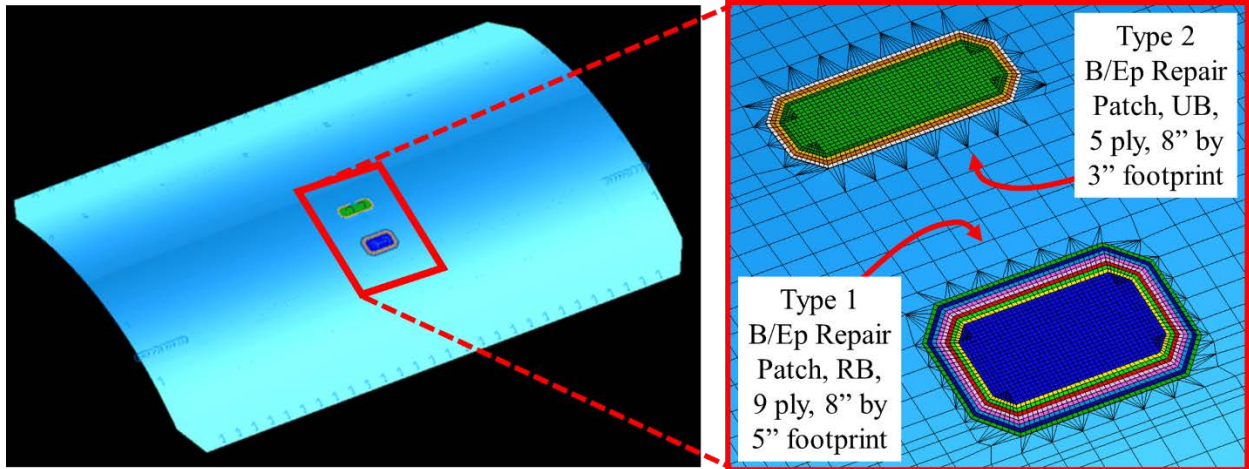 Type 2
B/Ep Repair
Patch, UB,
5 ply, 8” by
3” footprint
Type 1
B/Ep Repair
Patch, RB,
9 ply, 8” by
5” footprint